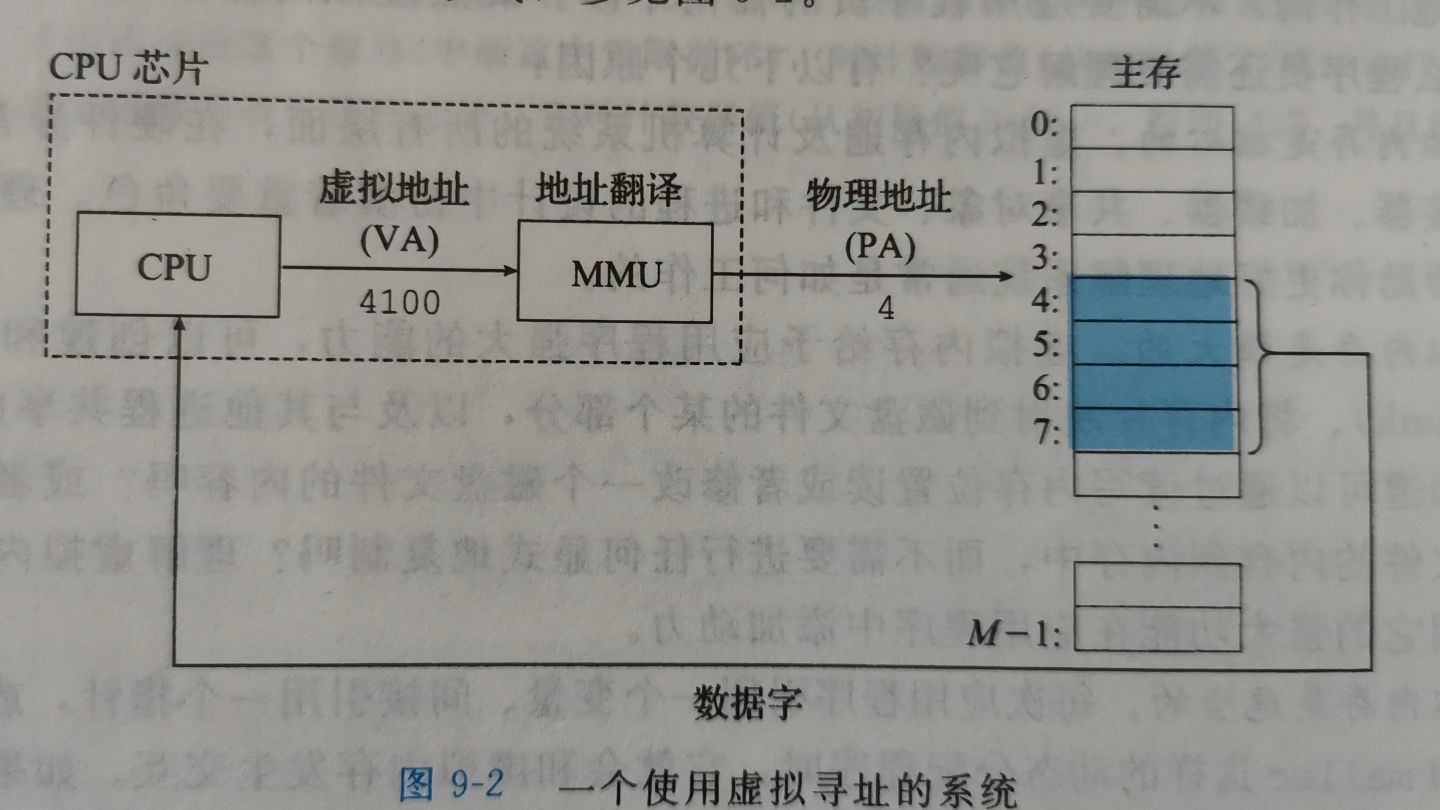 CPU 芯片
主存
虚拟地址
(VA)
4100
地址翻译
物理地址
(PA)
4
CPU
MMU
0:
1:
2:
3:
4:
5:
6:
7:
M-1:
数据字
图 9-2 一个使用虚拟寻址的系统